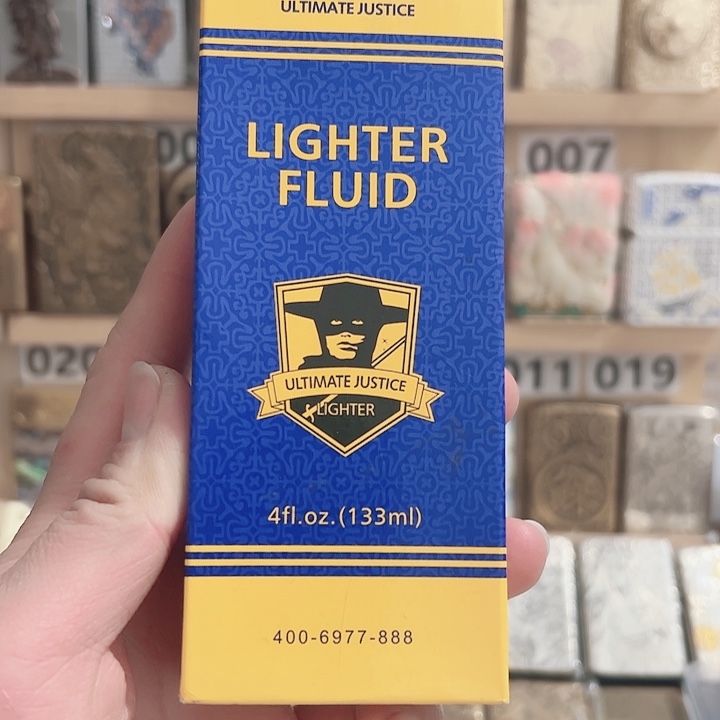 ULTIMATE JUSTICE
LIGHTER
FLUID
ULTIMATE JUSTICE
LIGHTER
4fl.oz.(133ml)
400-6977-888
007
020
011
019